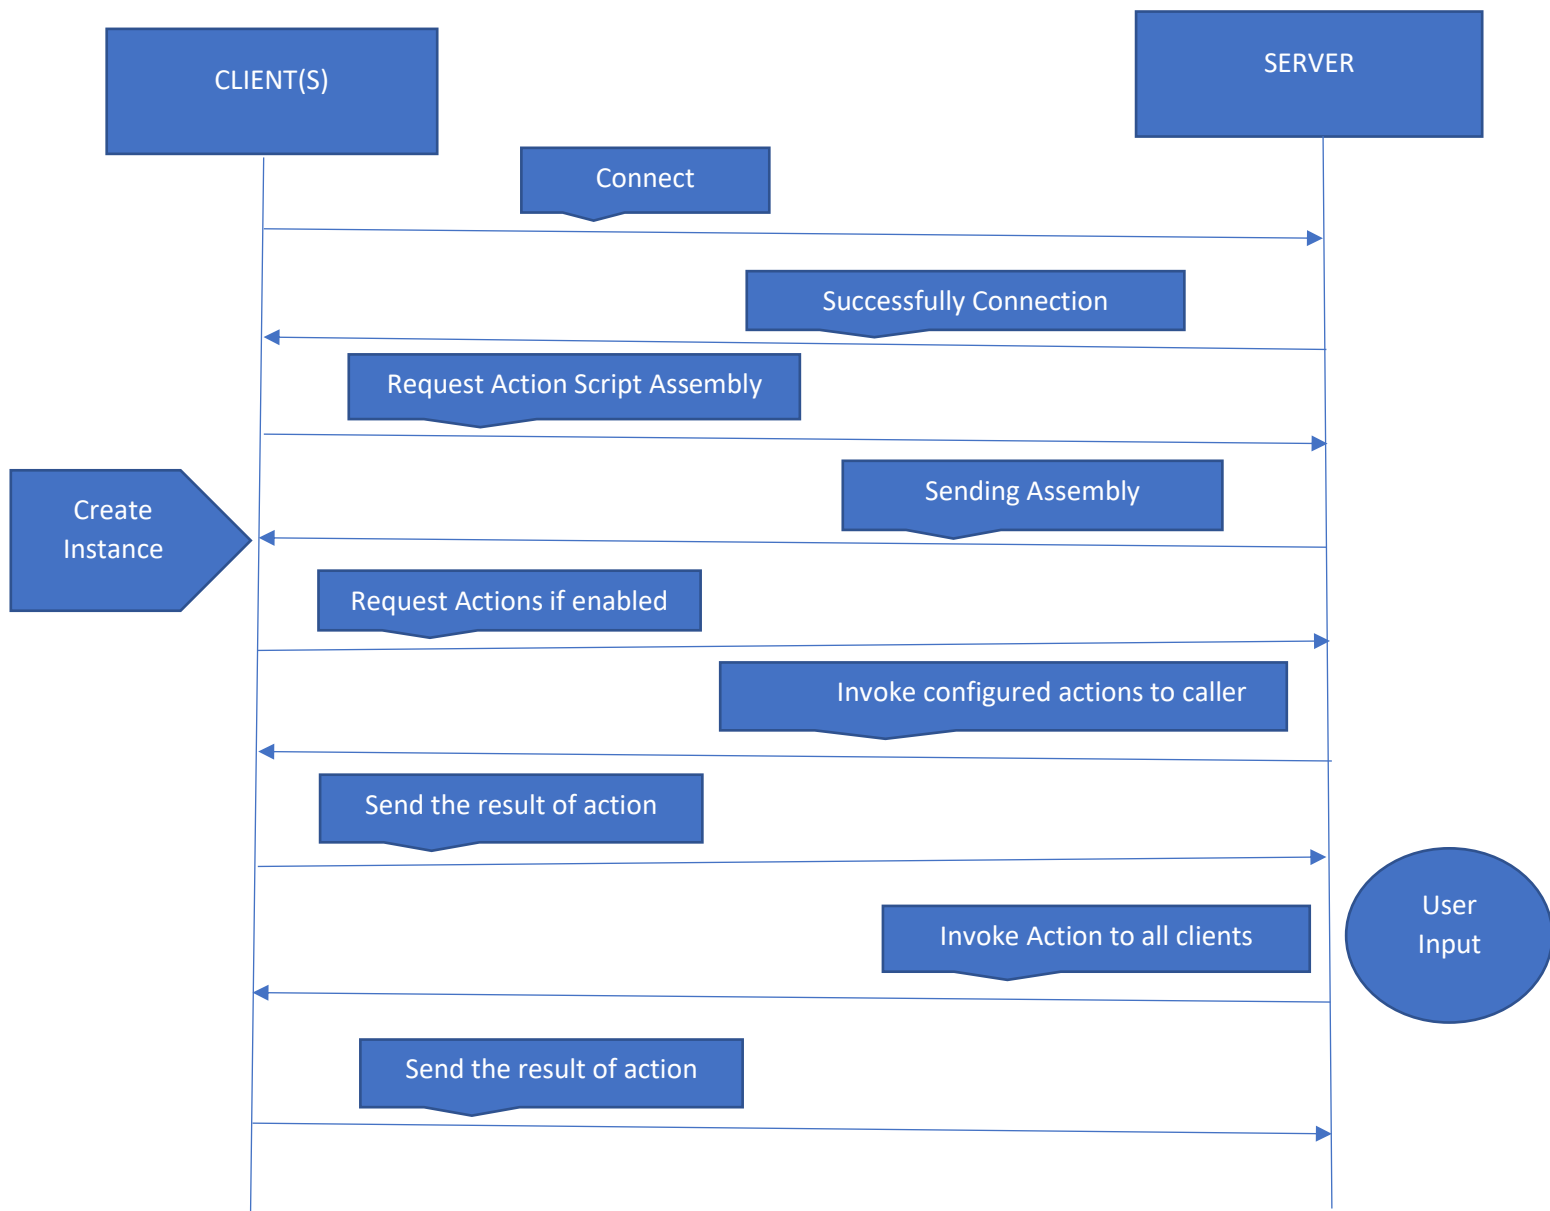 CLIENT(S)
SERVER
Connect
Successfully Connection
Request Action Script Assembly
Sending Assembly
Create
Instance
Request Actions if enabled
Invoke configured actions to caller
Send the result of action
User
Input
Invoke Action to all clients
Send the result of action